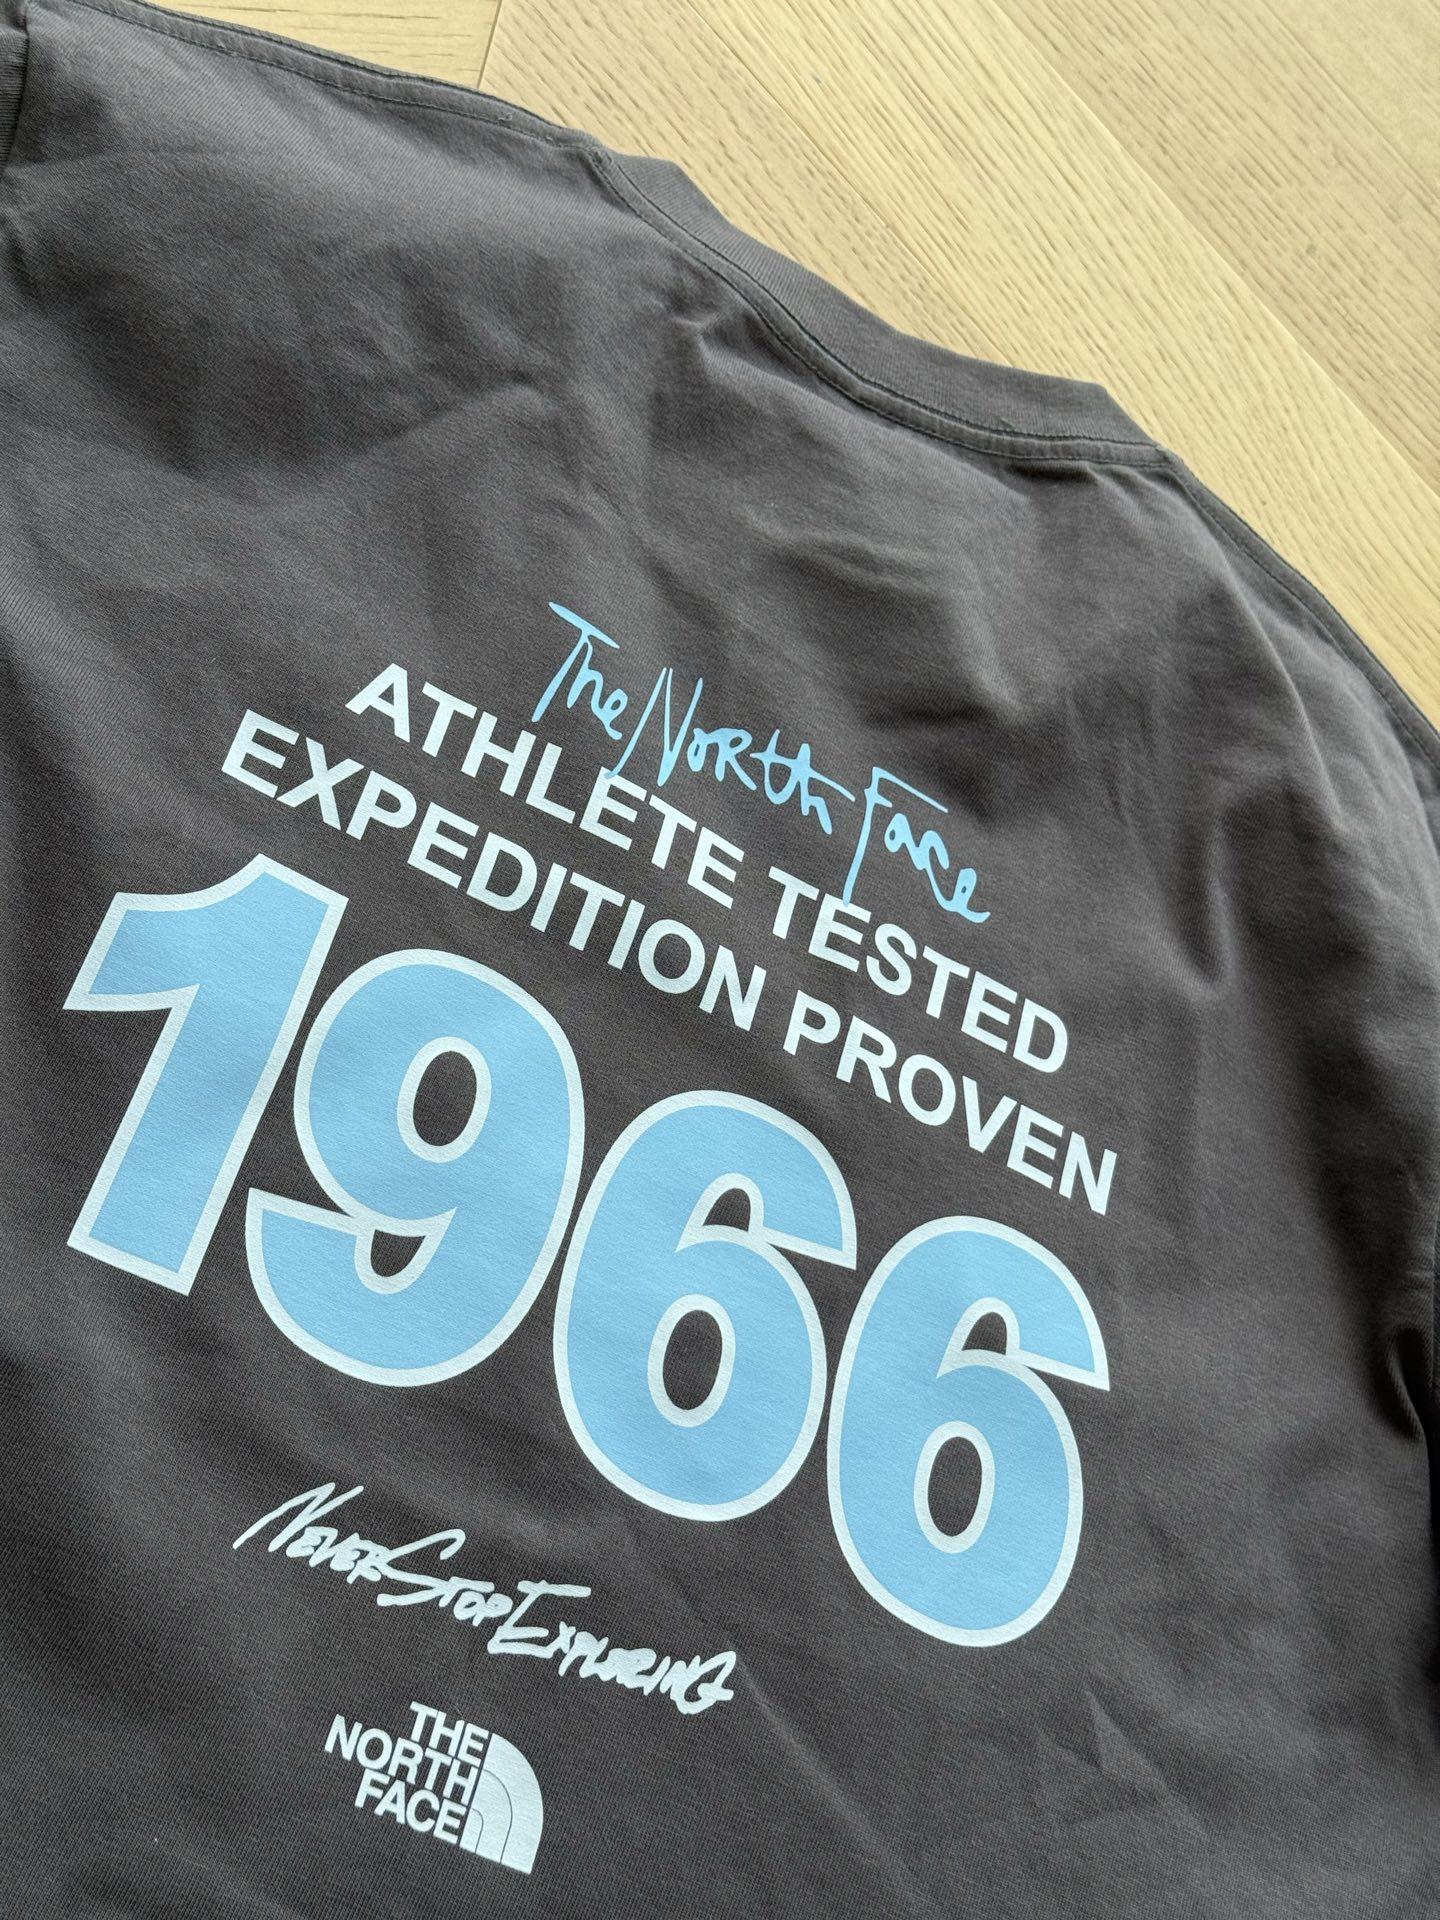 The North Face
ATHLETE TESTED
EXPEDITION PROVEN
1966
NEVER STOP EXPLORING
THE
NORTH
FACE